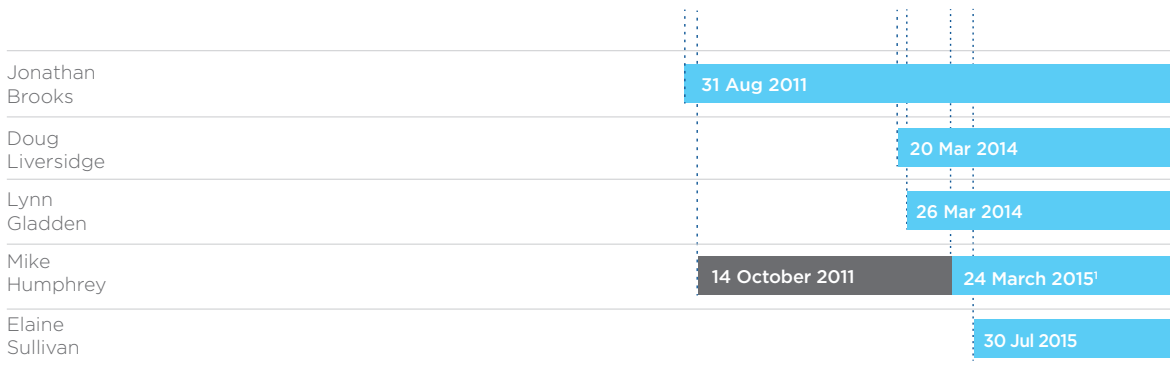 Jonathan
Brooks
31 Aug 2011
Doug
Liversidge
20 Mar 2014
Lynn
Gladden
26 Mar 2014
Mike
Humphrey
14 October 2011
24 March 2015¹
Elaine
Sullivan
30 Jul 2015